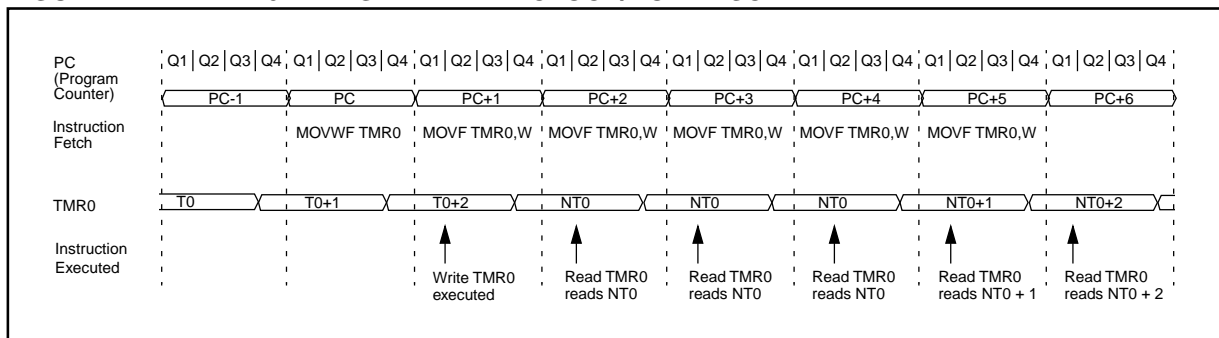 PC
(Program
Counter)
Q1 Q2 Q3 Q4 Q1 Q2 Q3 Q4 Q1 Q2 Q3 Q4 Q1 Q2 Q3 Q4 Q1 Q2 Q3 Q4 Q1 Q2 Q3 Q4 Q1 Q2 Q3 Q4 Q1 Q2 Q3 Q4
PC-1 PC PC+1 PC+2 PC+3 PC+4 PC+5 PC+6
Instruction
Fetch
MOVWF TMR0 MOVF TMR0,W MOVF TMR0,W MOVF TMR0,W MOVF TMR0,W MOVF TMR0,W
TMR0
T0 T0+1 T0+2 NT0 NT0 NT0 NT0+1 NT0+2
Instruction
Executed
Write TMR0
executed
Read TMR0
reads NT0
Read TMR0
reads NT0
Read TMR0
reads NT0
Read TMR0
reads NT0 + 1
Read TMR0
reads NT0 + 2